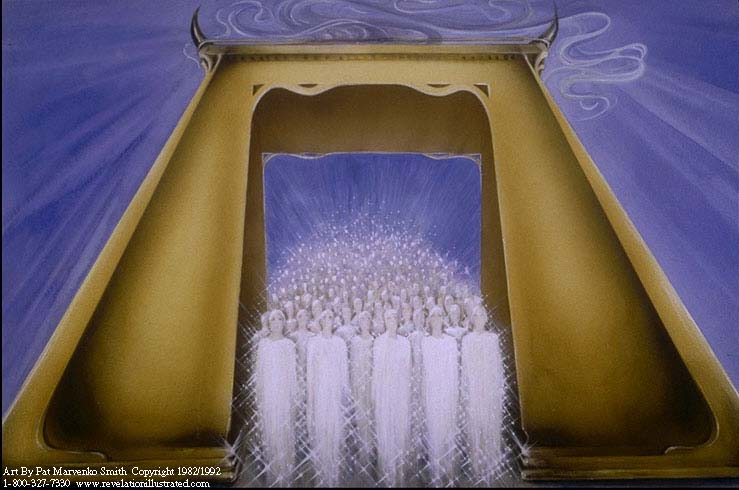 Art By Pat Marvenko Smith Copyright 1982/1992
1-800-327-7330 www.revelationillustrated.com